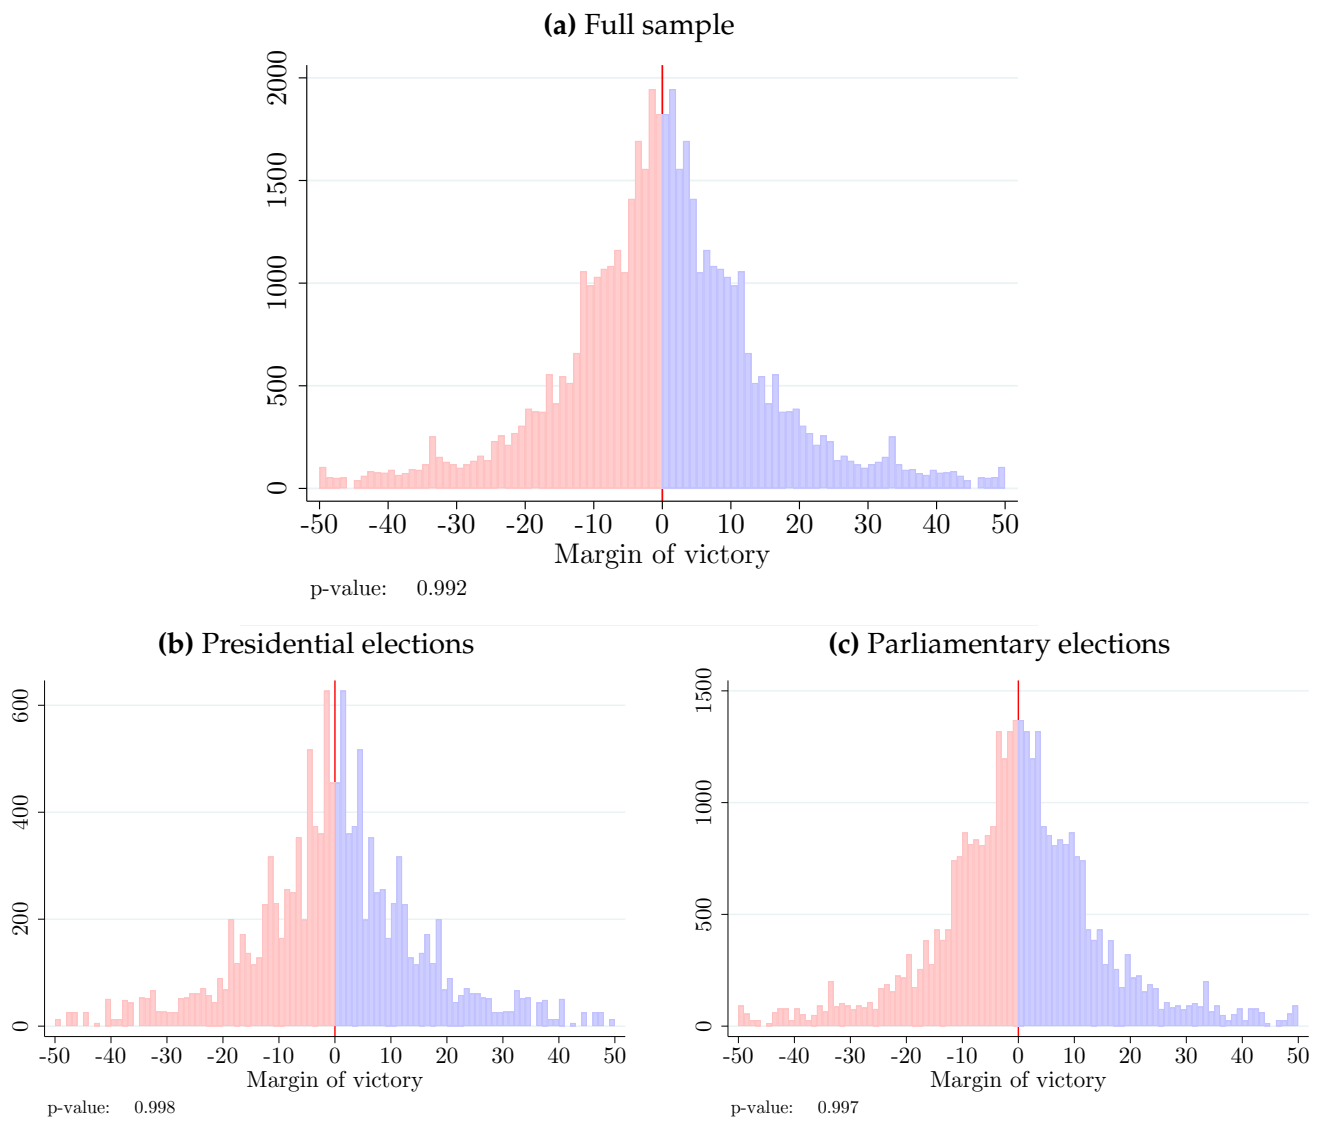 (a) Full sample
2000
1500
1000
500
0
-50 -40 -30 -20 -10 0 10 20 30 40 50
Margin of victory
p-value: 0.992
(b) Presidential elections
600
400
200
0
-50 -40 -30 -20 -10 0 10 20 30 40 50
Margin of victory
p-value: 0.998
(c) Parliamentary elections
1500
1000
500
0
-50 -40 -30 -20 -10 0 10 20 30 40 50
Margin of victory
p-value: 0.997